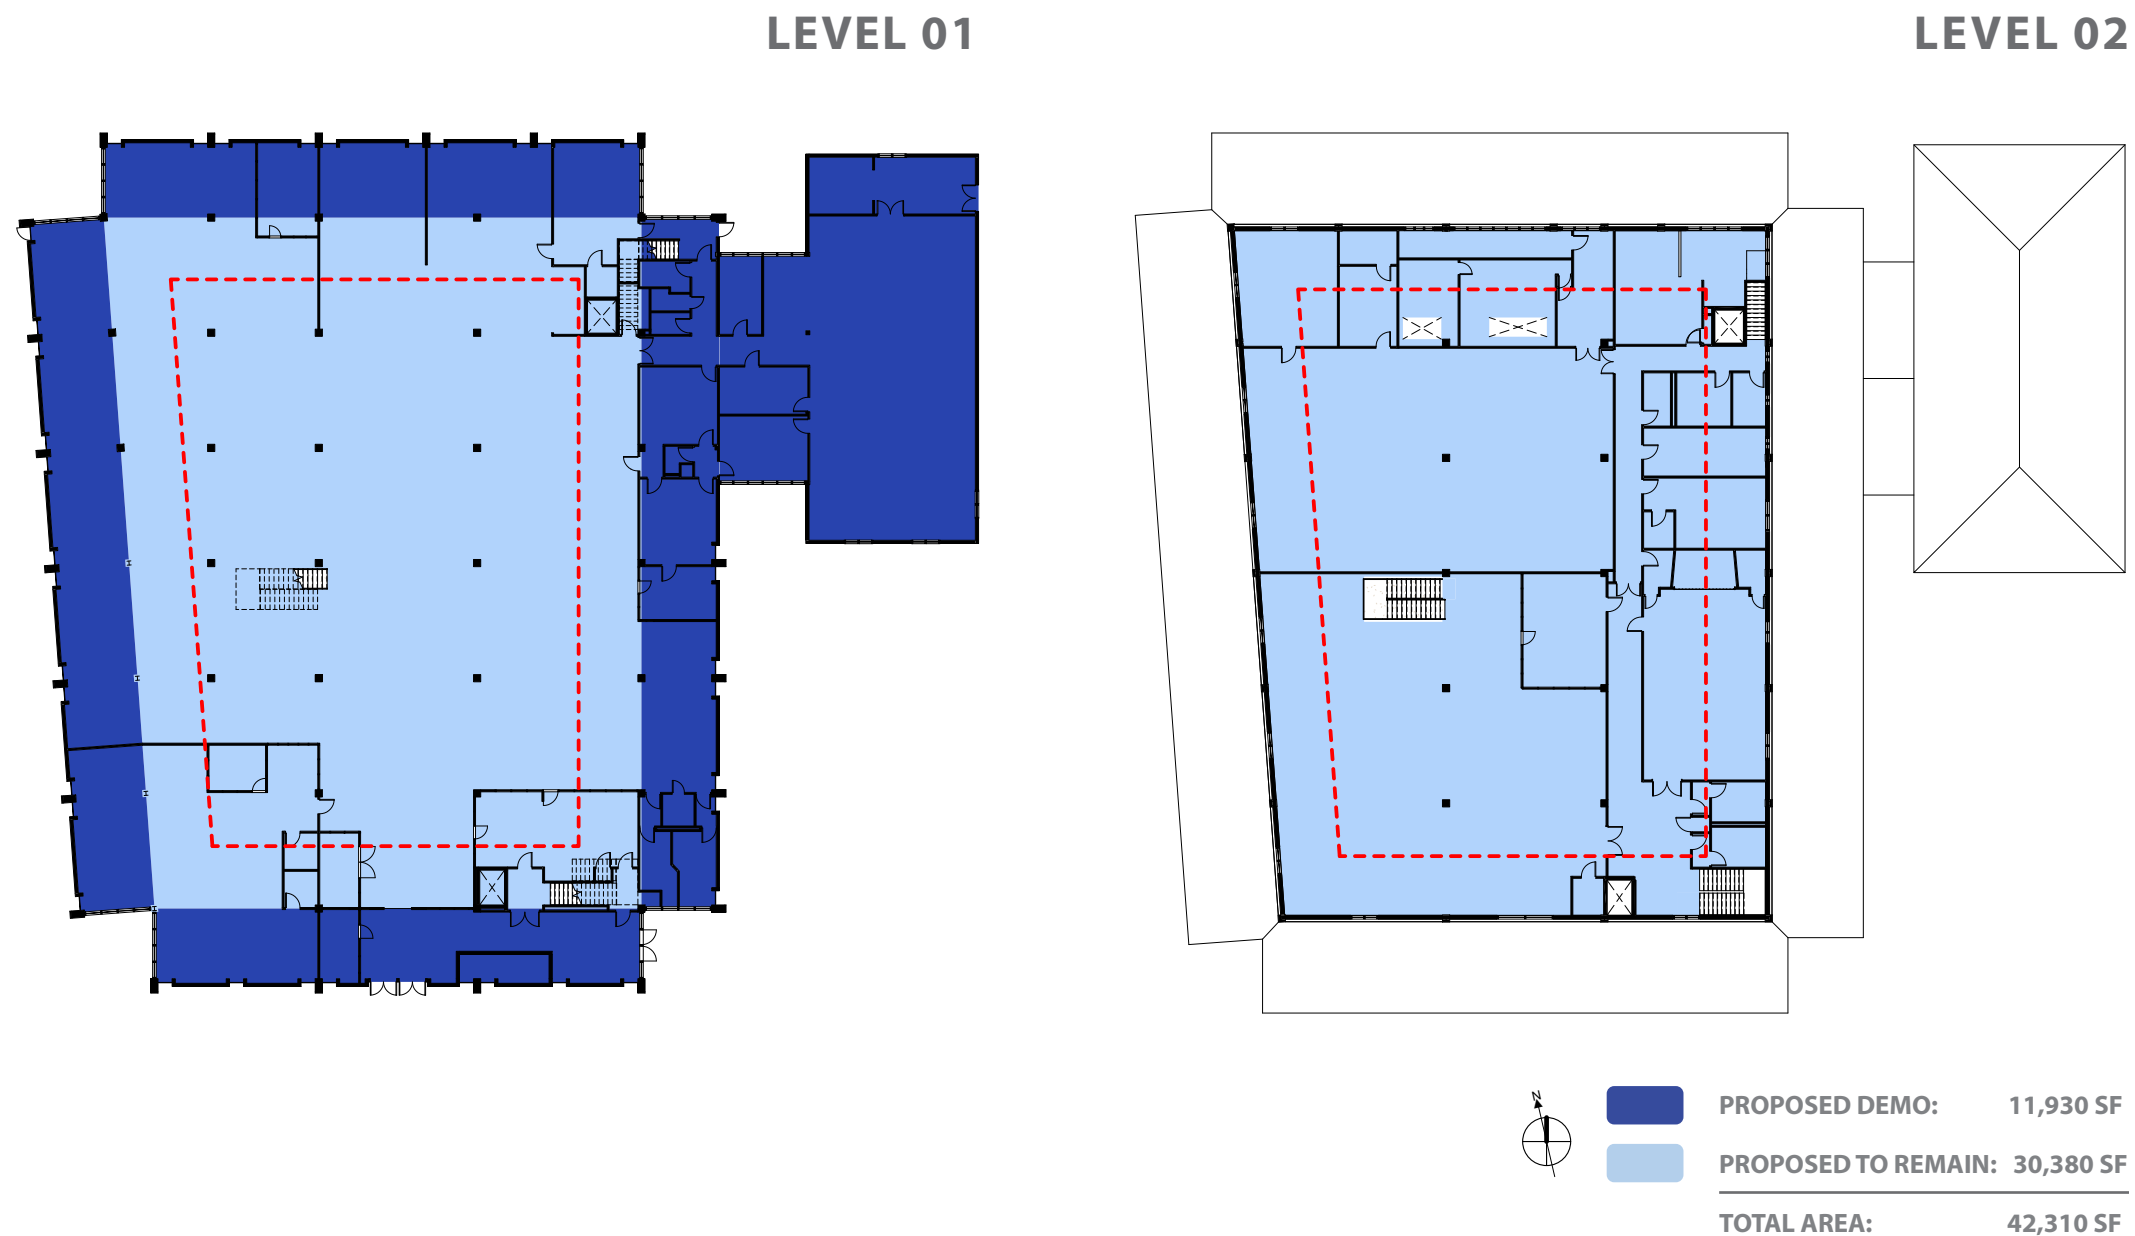 LEVEL 01
LEVEL 02
N
PROPOSED DEMO: 11,930 SF
PROPOSED TO REMAIN: 30,380 SF
TOTAL AREA: 42,310 SF